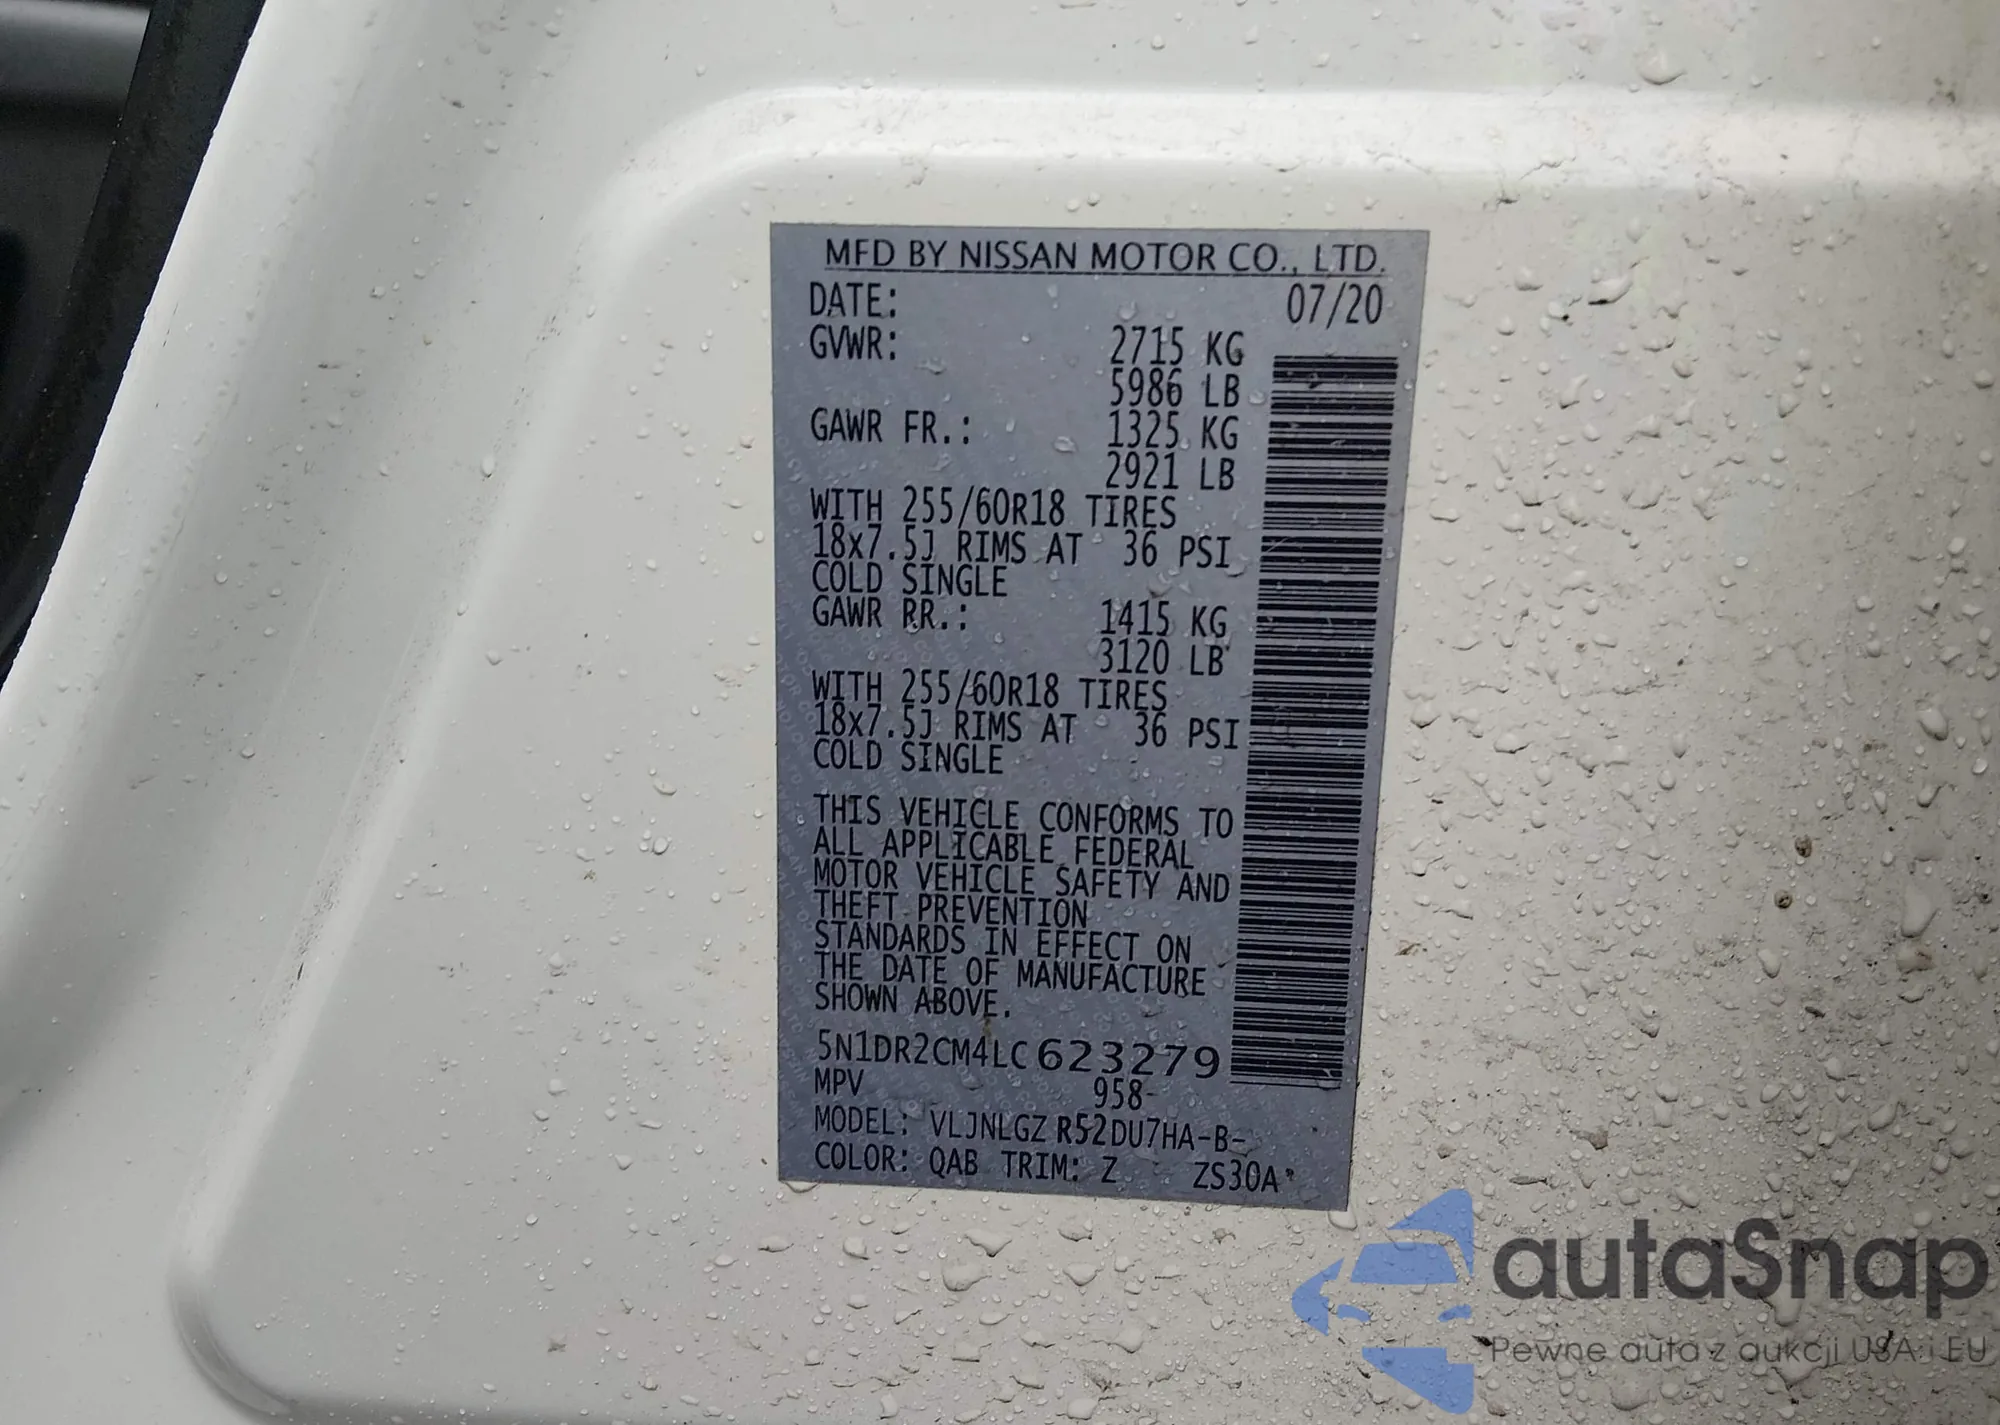 MFD BY NISSAN MOTOR CO., LTD.
DATE: 07/20
GVWR: 2715 KG
5986 LB
GAWR FR.: 1325 KG
2921 LB
WITH 255/60R18 TIRES
18x7.5J RIMS AT 36 PSI
COLD SINGLE
GAWR RR.: 1415 KG
3120 LB
WITH 255/60R18 TIRES
18x7.5J RIMS AT 36 PSI
COLD SINGLE
THIS VEHICLE CONFORMS TO
ALL APPLICABLE FEDERAL
MOTOR VEHICLE SAFETY AND
THEFT PREVENTION
STANDARDS IN EFFECT ON
THE DATE OF MANUFACTURE
SHOWN ABOVE.
5N1DR2CM4LC623279
MPV 958-
MODEL: VLJNLGZ R52DU7HA-B-
COLOR: QAB TRIM: Z ZS30A
autaSnap
Pewne auta z aukcji USA i EU